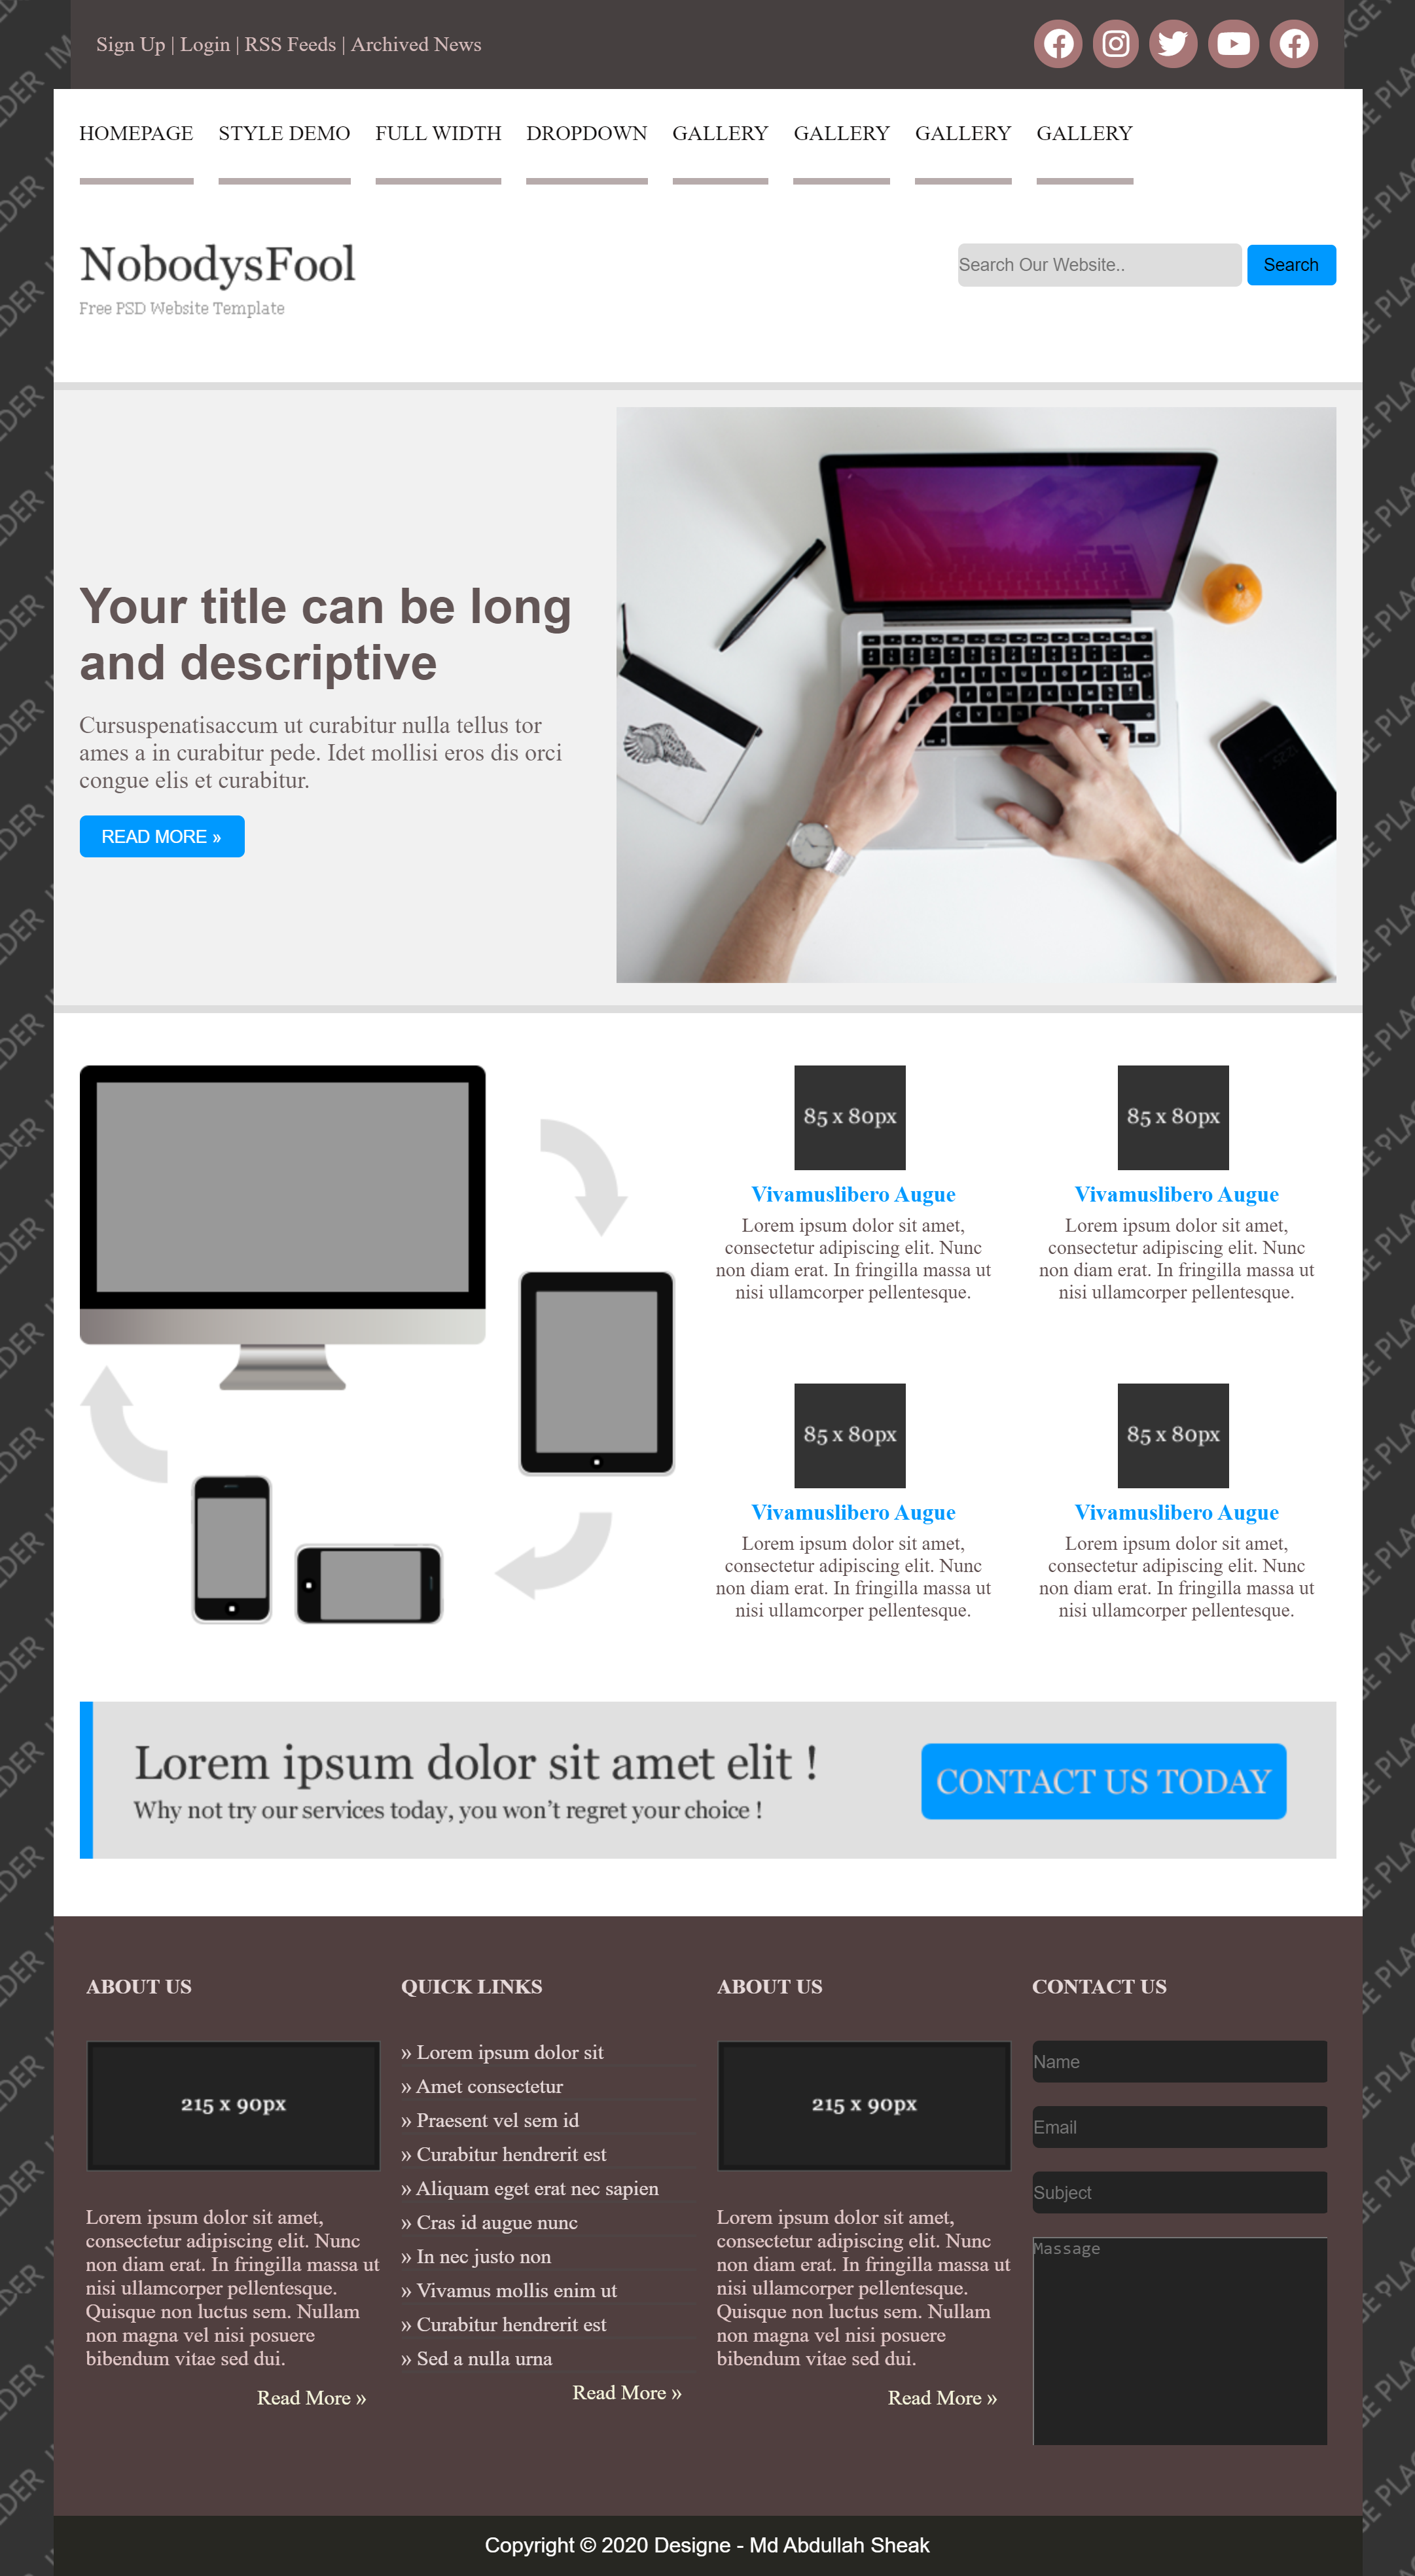 Sign Up | Login | RSS Feeds | Archived News
HOMEPAGE STYLE DEMO FULL WIDTH DROPDOWN GALLERY GALLERY GALLERY GALLERY
NobodysFool
Free PSD Website Template
Search Our Website.. Search
Your title can be long
and descriptive
Cursuspenatisaccum ut curabitur nulla tellus tor
ames a in curabitur pede. Idet mollisi eros dis orci
congue elis et curabitur.
READ MORE »
85 x 80px
Vivamuslibero Augue
Lorem ipsum dolor sit amet,
consectetur adipiscing elit. Nunc
non diam erat. In fringilla massa ut
nisi ullamcorper pellentesque.
85 x 80px
Vivamuslibero Augue
Lorem ipsum dolor sit amet,
consectetur adipiscing elit. Nunc
non diam erat. In fringilla massa ut
nisi ullamcorper pellentesque.
85 x 80px
Vivamuslibero Augue
Lorem ipsum dolor sit amet,
consectetur adipiscing elit. Nunc
non diam erat. In fringilla massa ut
nisi ullamcorper pellentesque.
85 x 80px
Vivamuslibero Augue
Lorem ipsum dolor sit amet,
consectetur adipiscing elit. Nunc
non diam erat. In fringilla massa ut
nisi ullamcorper pellentesque.
Lorem ipsum dolor sit amet elit !
Why not try our services today, you won’t regret your choice !
CONTACT US TODAY
ABOUT US
215 x 90px
Lorem ipsum dolor sit amet,
consectetur adipiscing elit. Nunc
non diam erat. In fringilla massa ut
nisi ullamcorper pellentesque.
Quisque non luctus sem. Nullam
non magna vel nisi posuere
bibendum vitae sed dui.
Read More »
QUICK LINKS
» Lorem ipsum dolor sit
» Amet consectetur
» Praesent vel sem id
» Curabitur hendrerit est
» Aliquam eget erat nec sapien
» Cras id augue nunc
» In nec justo non
» Vivamus mollis enim ut
» Curabitur hendrerit est
» Sed a nulla urna
Read More »
ABOUT US
215 x 90px
Lorem ipsum dolor sit amet,
consectetur adipiscing elit. Nunc
non diam erat. In fringilla massa ut
nisi ullamcorper pellentesque.
Quisque non luctus sem. Nullam
non magna vel nisi posuere
bibendum vitae sed dui.
Read More »
CONTACT US
Name
Email
Subject
Massage
Copyright © 2020 Designe - Md Abdullah Sheak